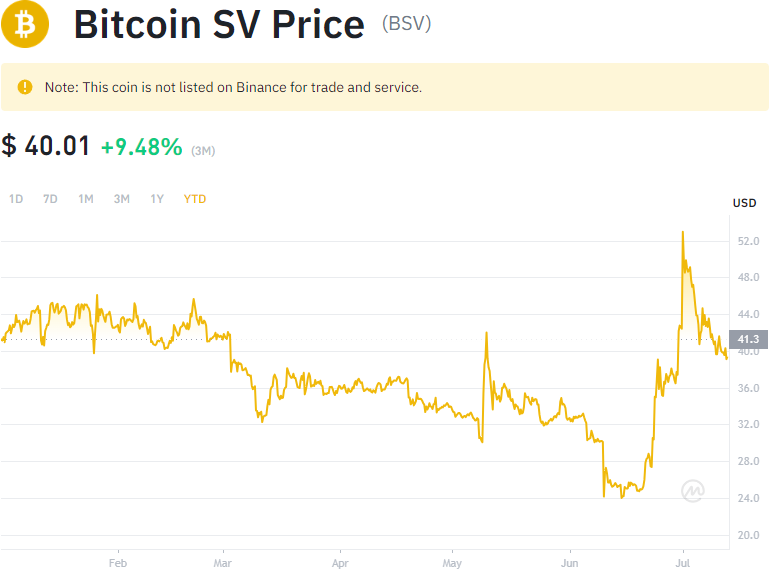 Bitcoin SV Price (BSV)
Note: This coin is not listed on Binance for trade and service.
$ 40.01 +9.48% (3M)
1D 7D 1M 3M 1Y YTD
USD
52.0
48.0
44.0
41.3
40.0
36.0
32.0
28.0
24.0
20.0
Feb Mar Apr May Jun Jul